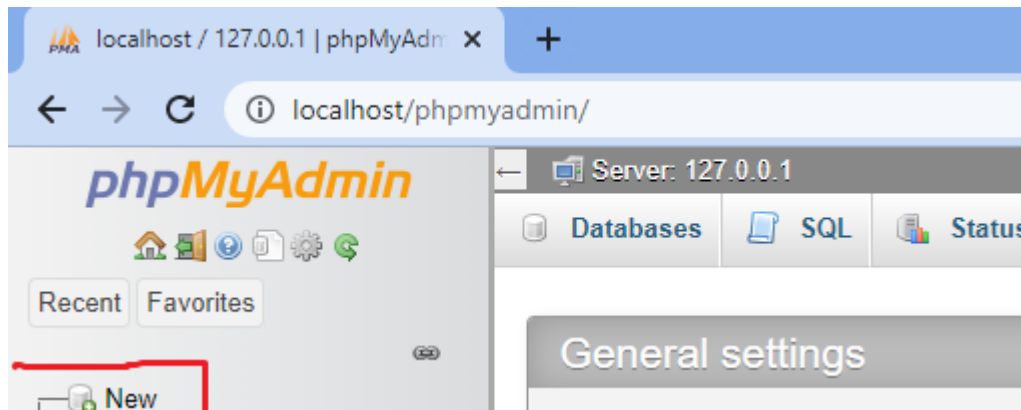 PMA localhost / 127.0.0.1 | phpMyAdm
localhost/phpmyadmin/
phpMyAdmin
Recent Favorites
New
Server: 127.0.0.1
Databases SQL Status
General settings